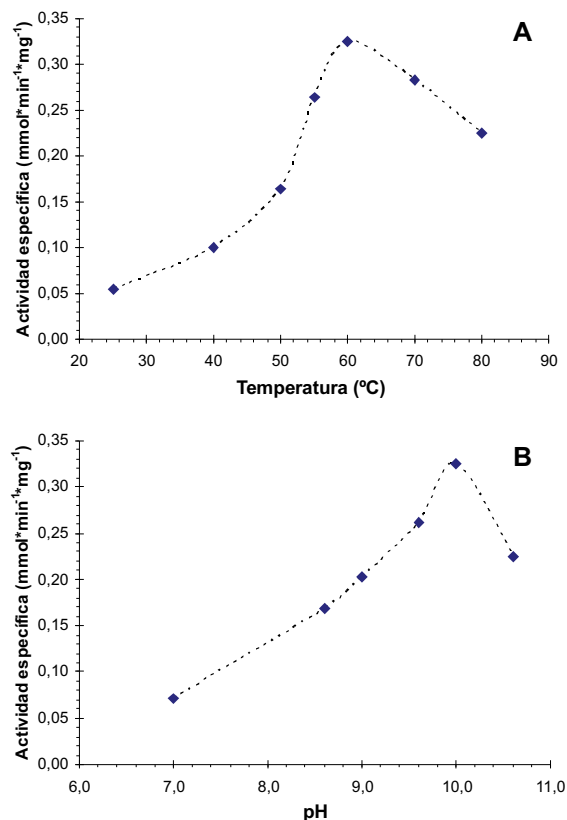 A
Actividad específica (mmol*min⁻¹*mg⁻¹)
0,35
0,30
0,25
0,20
0,15
0,10
0,05
0,00
20 30 40 50 60 70 80 90
Temperatura (ºC)
B
Actividad específica (mmol*min⁻¹*mg⁻¹)
0,35
0,30
0,25
0,20
0,15
0,10
0,05
0,00
6,0 7,0 8,0 9,0 10,0 11,0
pH